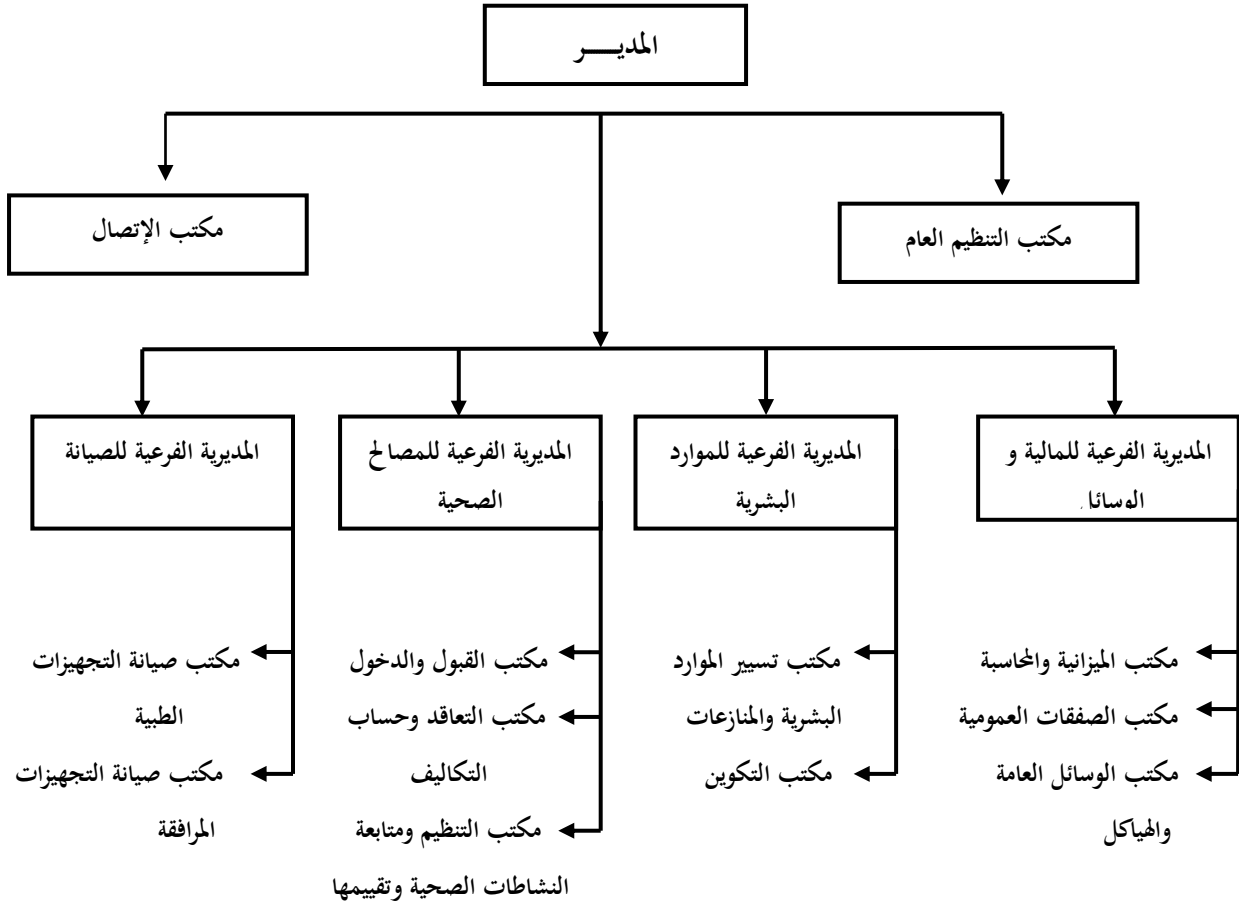 المديــــر
مكتب التنظيم العام
مكتب الإتصال
المديرية الفرعية للمالية و
الوسائل
المديرية الفرعية للموارد
البشرية
المديرية الفرعية للمصالح
الصحية
المديرية الفرعية للصيانة
مكتب الميزانية والمحاسبة
مكتب الصفقات العمومية
مكتب الوسائل العامة
والهياكل
مكتب تسيير الموارد
البشرية والمنازعات
مكتب التكوين
مكتب القبول والدخول
مكتب التعاقد وحساب
التكاليف
مكتب التنظيم ومتابعة
النشاطات الصحية وتقييمها
مكتب صيانة التجهيزات
الطبية
مكتب صيانة التجهيزات
المرافقة